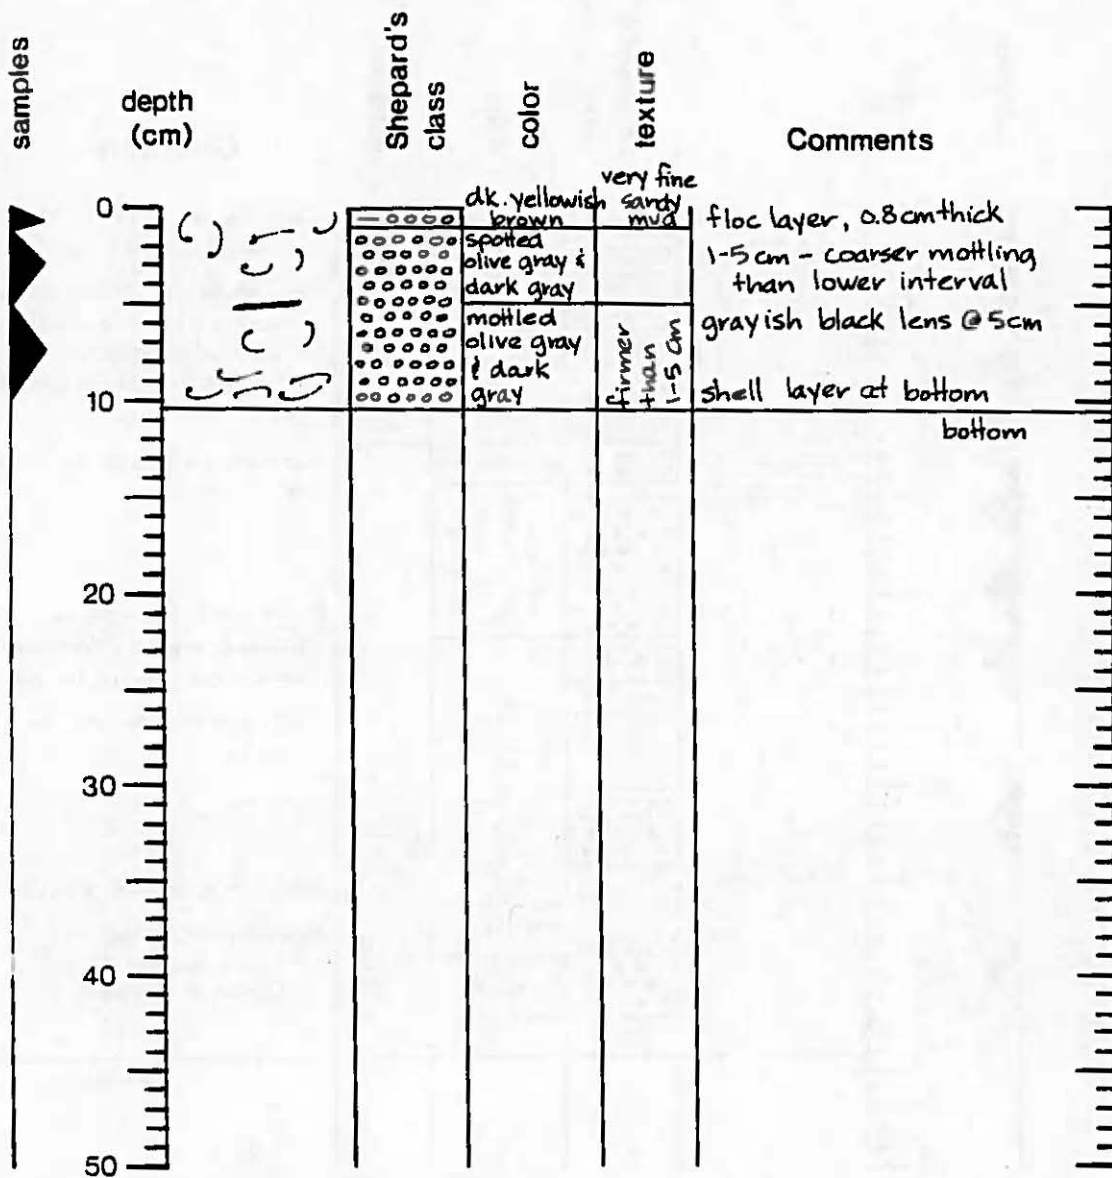 samples
depth
(cm)
Shepard's
class
color
texture
Comments
0
10
20
30
40
50
dk. yellowish
brown
spotted
olive gray &
dark gray
mottled
olive gray
& dark
gray
very fine
sandy
mud
firmer
than
1-5 cm
floc layer, 0.8cm thick
1-5 cm - coarser mottling
than lower interval
grayish black lens @ 5cm
shell layer at bottom
bottom